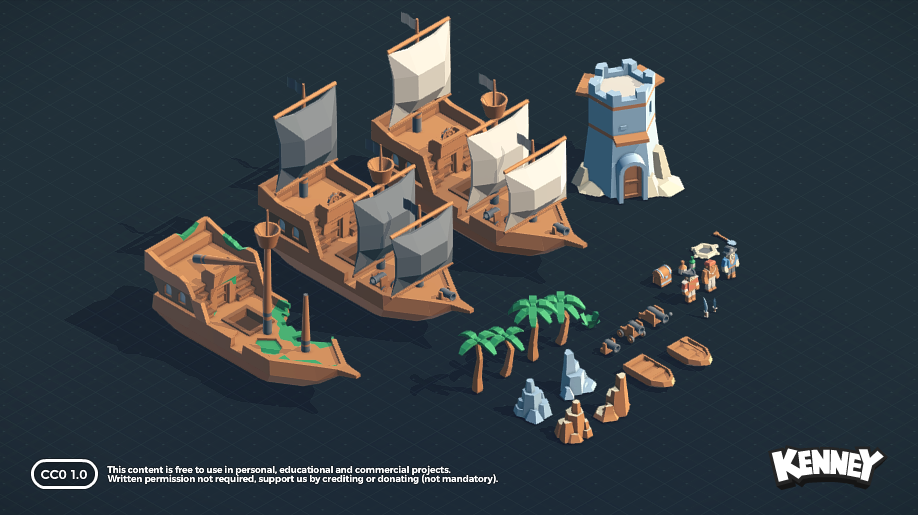 CC0 1.0
This content is free to use in personal, educational and commercial projects.
Written permission not required, support us by crediting or donating (not mandatory).
KENNEY